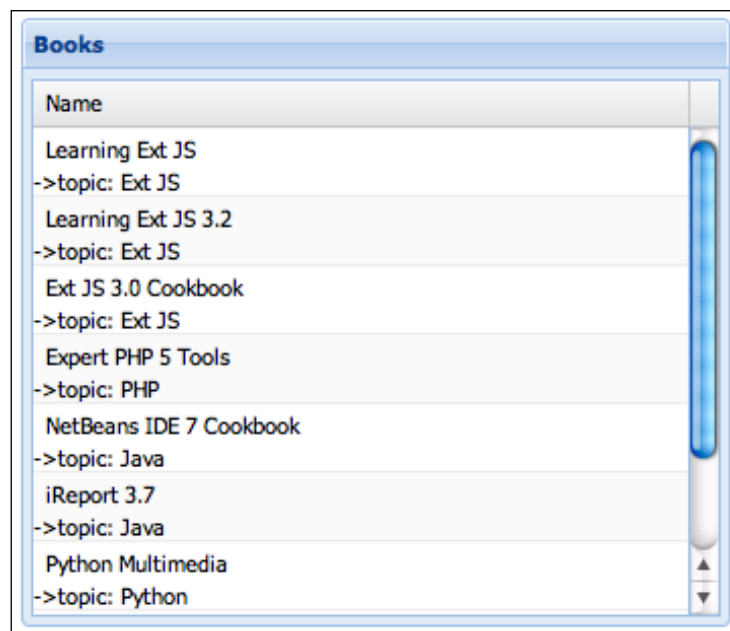 Books
Name
Learning Ext JS
->topic: Ext JS
Learning Ext JS 3.2
->topic: Ext JS
Ext JS 3.0 Cookbook
->topic: Ext JS
Expert PHP 5 Tools
->topic: PHP
NetBeans IDE 7 Cookbook
->topic: Java
iReport 3.7
->topic: Java
Python Multimedia
->topic: Python